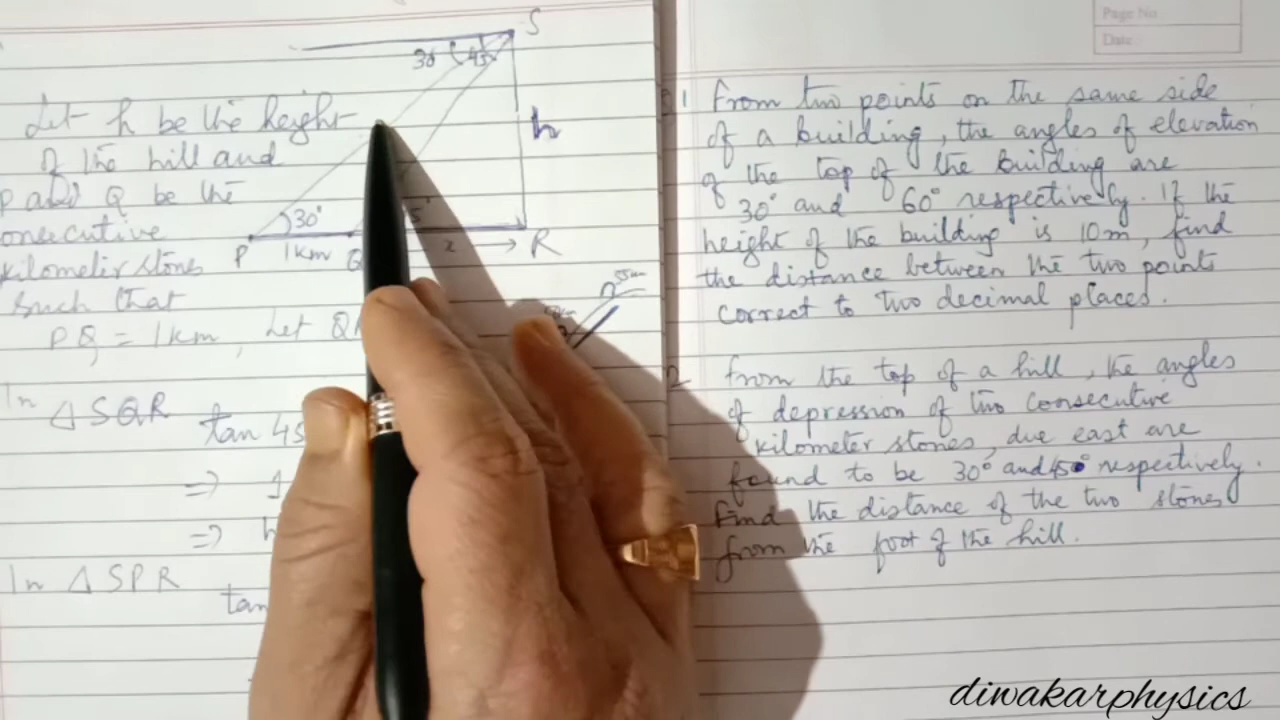 S
30 45
Let h be the height
h
of the hill and
P and Q be the
30°
consecutive
P 1km Q x R
kilometer stones
such that
PQ = 1km, Let
In Δ SQR
tan 45
=> 1
=> h
In Δ SPR
tan
Page No
Date:
1 From two points on the same side
of a building, the angles of elevation
of the top of the building are
30° and 60° respectively. If the
height of the building is 10m, find
the distance between the two points
correct to two decimal places.
2 From the top of a hill, the angles
of depression of two consecutive
kilometer stones, due east are
found to be 30° and 45° respectively.
Find the distance of the two stones
from the foot of the hill.
diwakarphysics